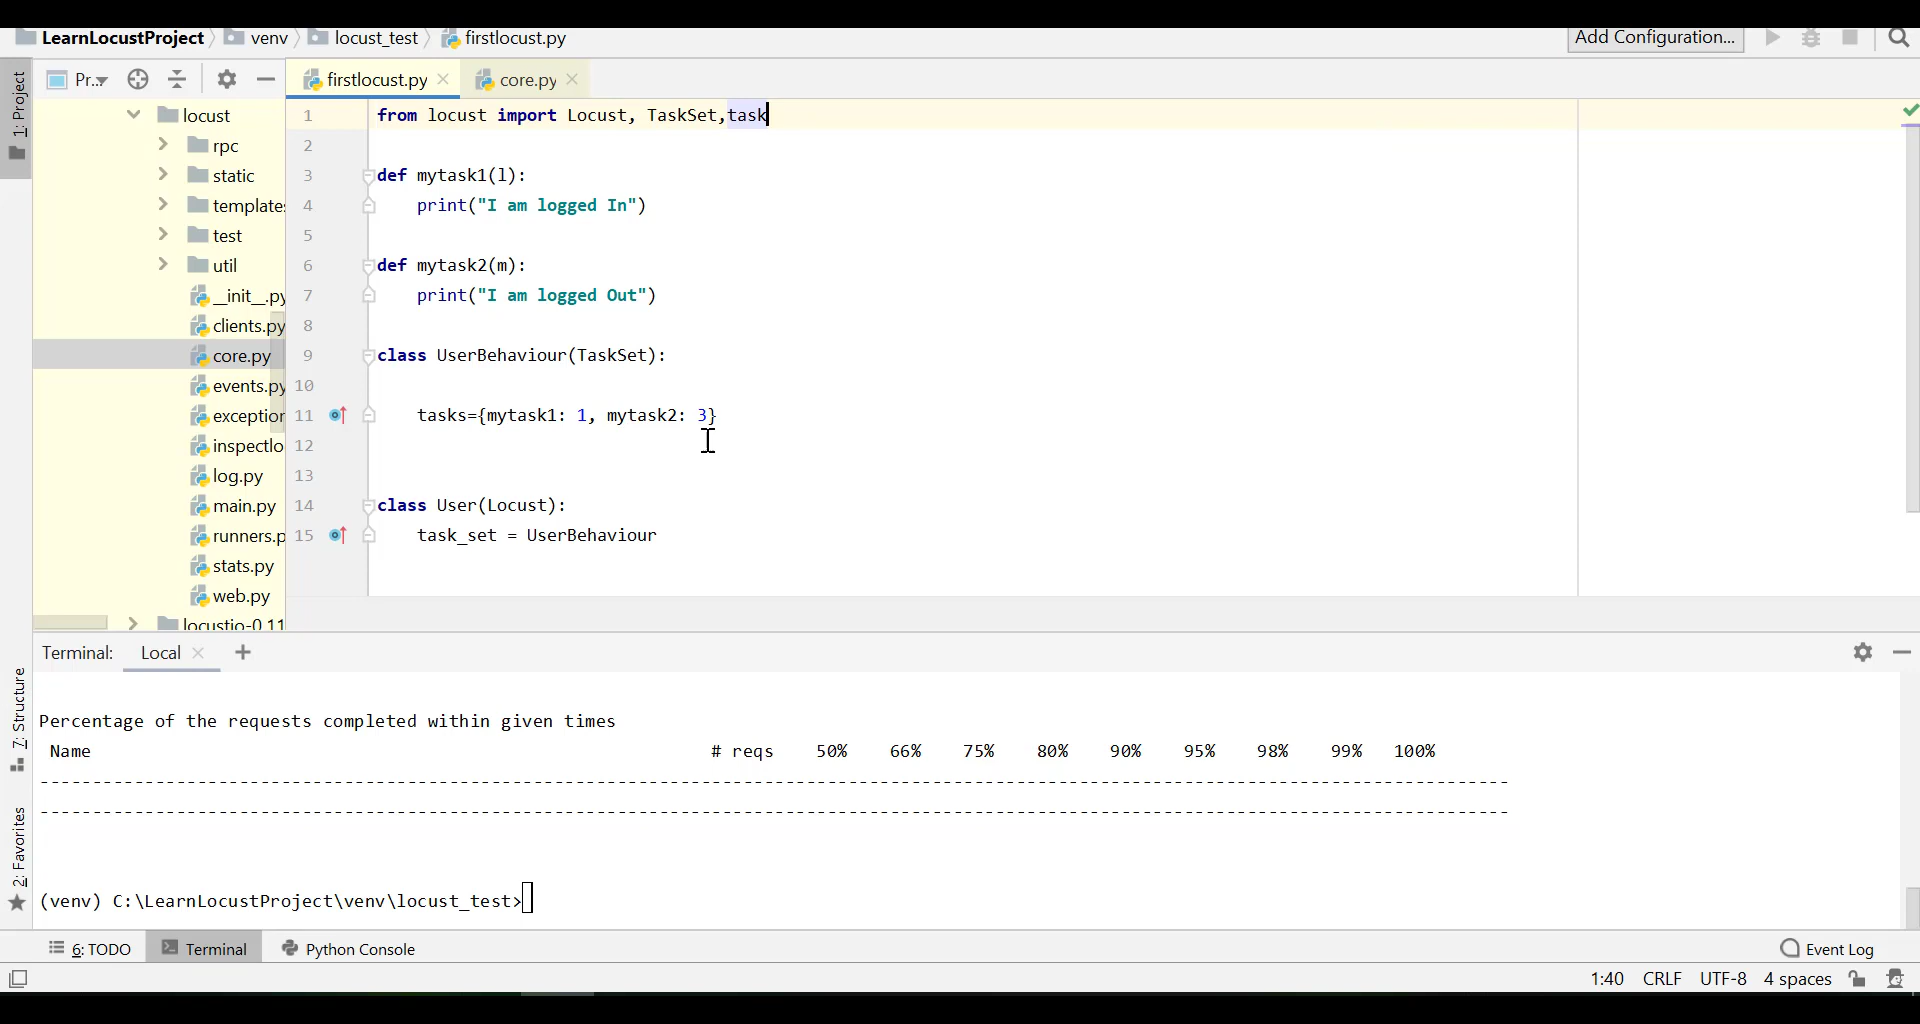 LearnLocustProject venv locust_test firstlocust.py Add Configuration...
1: Project
Pr... firstlocust.py core.py
locust
rpc
static
templates
test
util
__init__.py
clients.py
core.py
events.py
exception
inspectlo
log.py
main.py
runners.p
stats.py
web.py
locustio-0.11
1 from locust import Locust, TaskSet,task
2
3 def mytask1(l):
4 print("I am logged In")
5
6 def mytask2(m):
7 print("I am logged Out")
8
9 class UserBehaviour(TaskSet):
10
11 tasks={mytask1: 1, mytask2: 3}
12
13
14 class User(Locust):
15 task_set = UserBehaviour
Terminal: Local
7: Structure
2: Favorites
Percentage of the requests completed within given times
Name # reqs 50% 66% 75% 80% 90% 95% 98% 99% 100%
--------------------------------------------------------------------------------------------------------------------------------------------
--------------------------------------------------------------------------------------------------------------------------------------------
(venv) C:\LearnLocustProject\venv\locust_test>
6: TODO Terminal Python Console Event Log
1:40 CRLF UTF-8 4 spaces